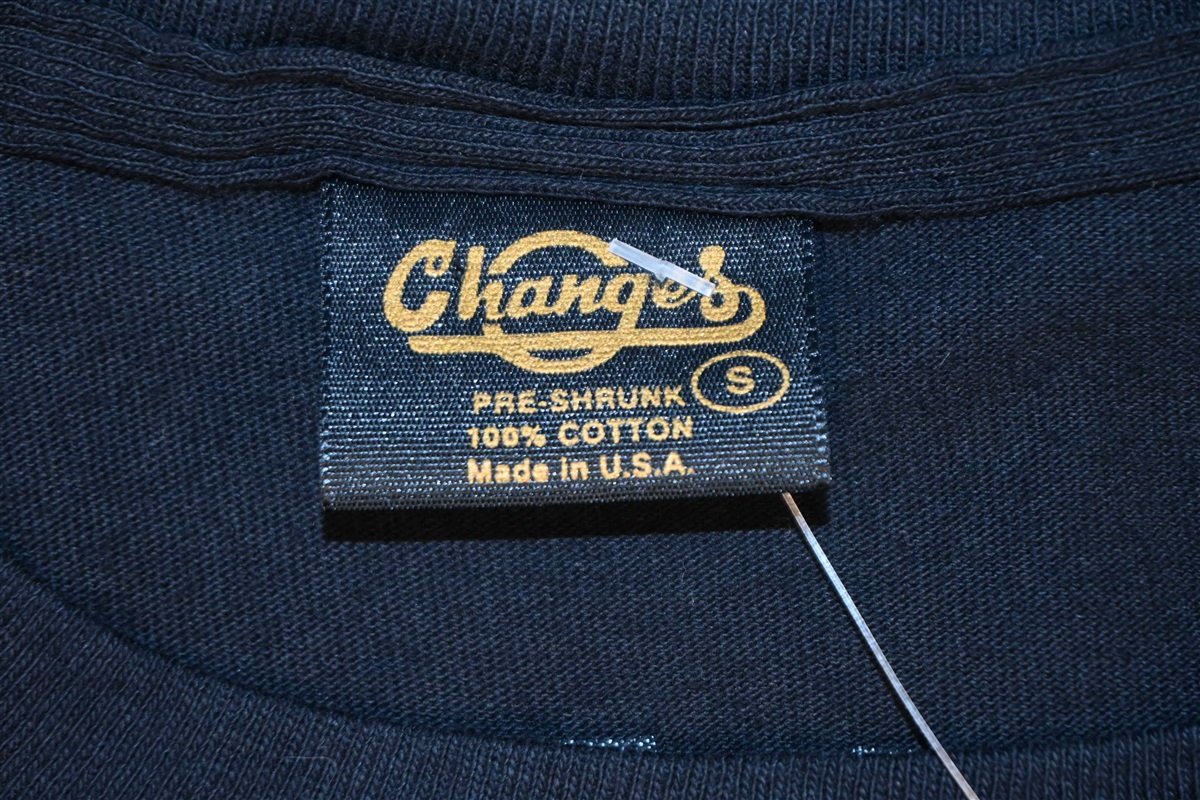 Changes
S
PRE-SHRUNK
100% COTTON
Made in U.S.A.